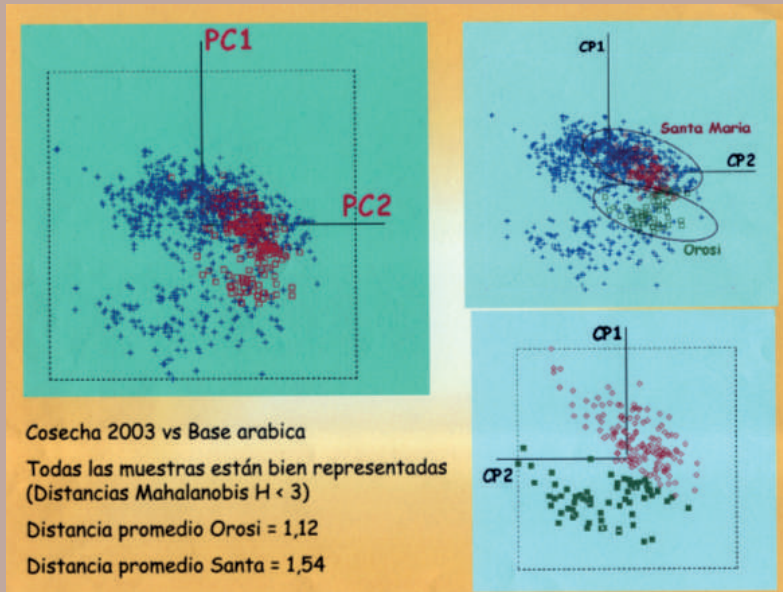 PC1
PC2
CP1
Santa Maria
CP2
Orosi
CP1
CP2
Cosecha 2003 vs Base arabica
Todas las muestras están bien representadas
(Distancias Mahalanobis H < 3)
Distancia promedio Orosi = 1,12
Distancia promedio Santa = 1,54